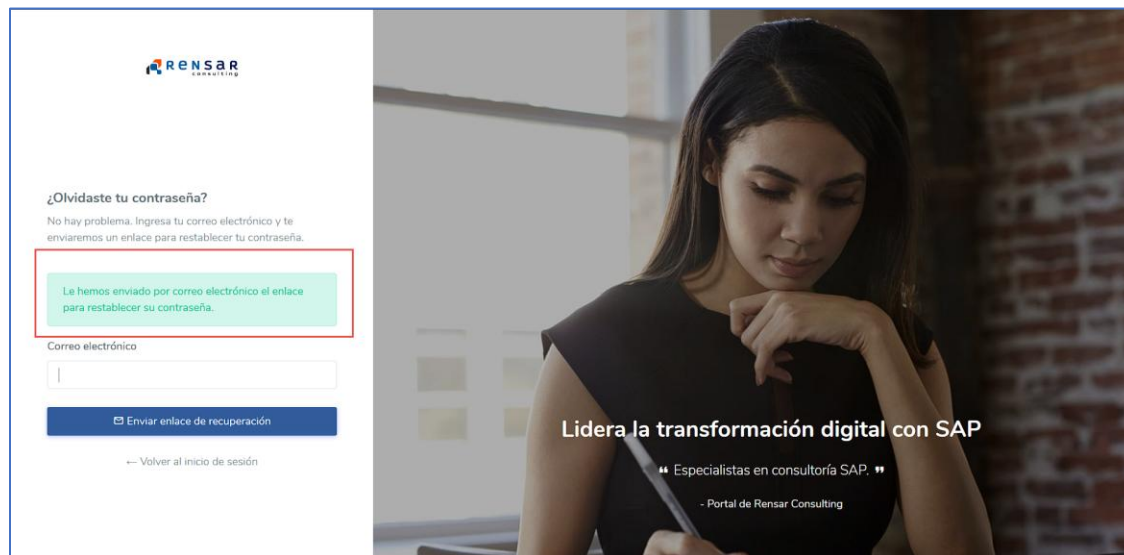 Rensar
consulting
¿Olvidaste tu contraseña?
No hay problema. Ingresa tu correo electrónico y te
enviaremos un enlace para restablecer tu contraseña.
Le hemos enviado por correo electrónico el enlace
para restablecer su contraseña.
Correo electrónico
Enviar enlace de recuperación
← Volver al inicio de sesión
Lidera la transformación digital con SAP
❝ Especialistas en consultoría SAP. ❞
- Portal de Rensar Consulting